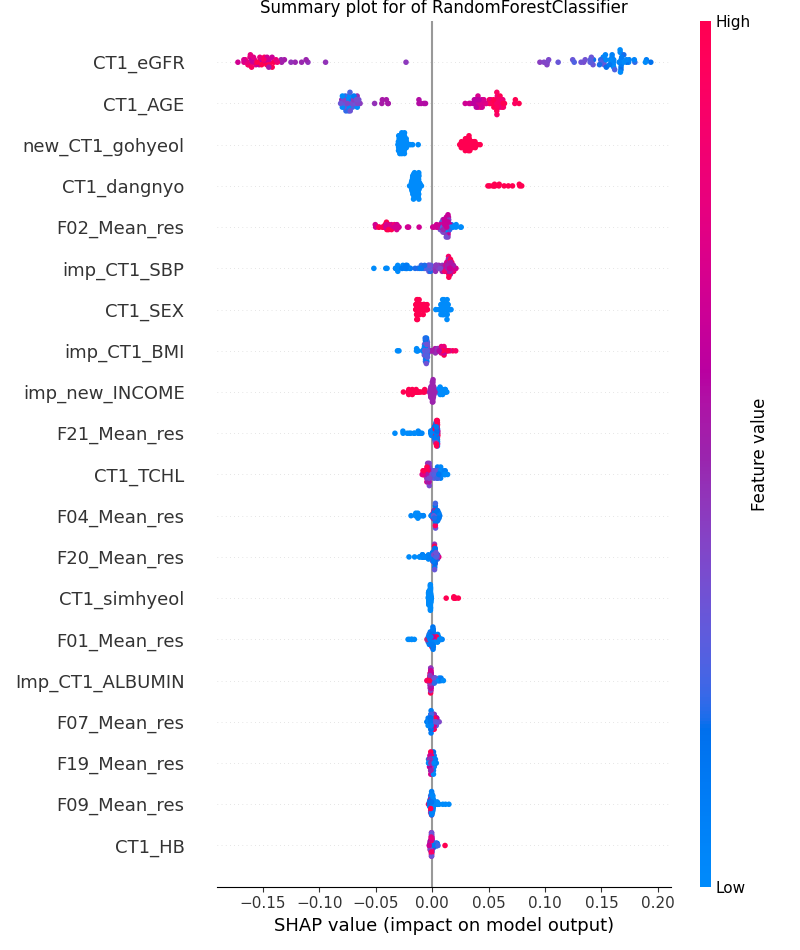 Summary plot for of RandomForestClassifier
High
CT1_eGFR
CT1_AGE
new_CT1_gohyeol
CT1_dangnyo
F02_Mean_res
imp_CT1_SBP
CT1_SEX
imp_CT1_BMI
imp_new_INCOME
F21_Mean_res
CT1_TCHL
F04_Mean_res
F20_Mean_res
CT1_simhyeol
F01_Mean_res
Imp_CT1_ALBUMIN
F07_Mean_res
F19_Mean_res
F09_Mean_res
CT1_HB
Feature value
Low
−0.15 −0.10 −0.05 0.00 0.05 0.10 0.15 0.20
SHAP value (impact on model output)